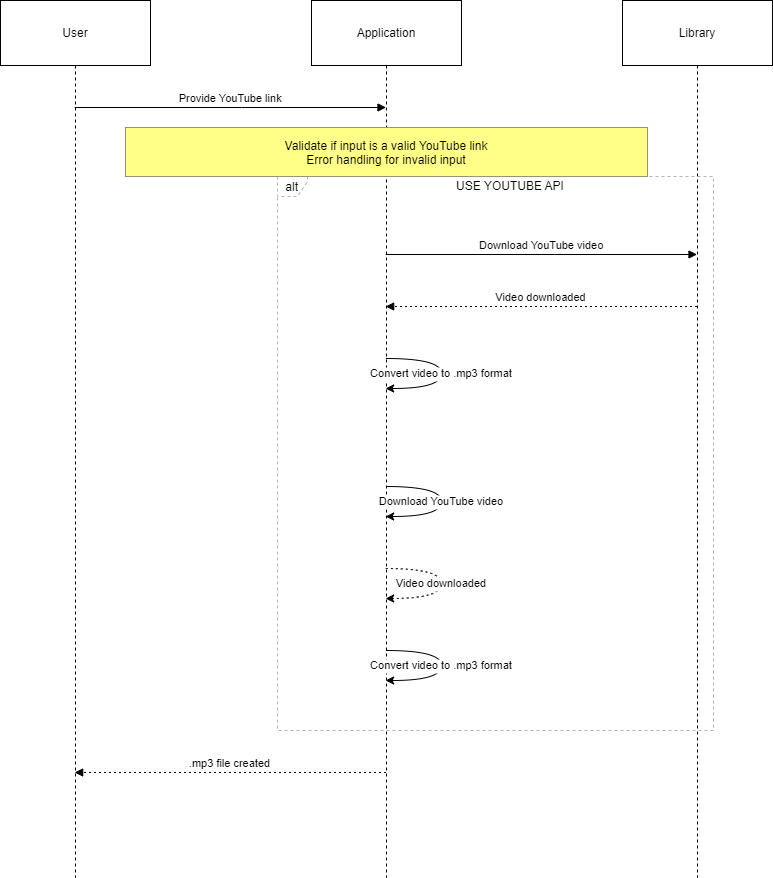 User
Application
Library
Provide YouTube link
Validate if input is a valid YouTube link
Error handling for invalid input
alt
USE YOUTUBE API
Download YouTube video
Video downloaded
Convert video to .mp3 format
Download YouTube video
Video downloaded
Convert video to .mp3 format
.mp3 file created